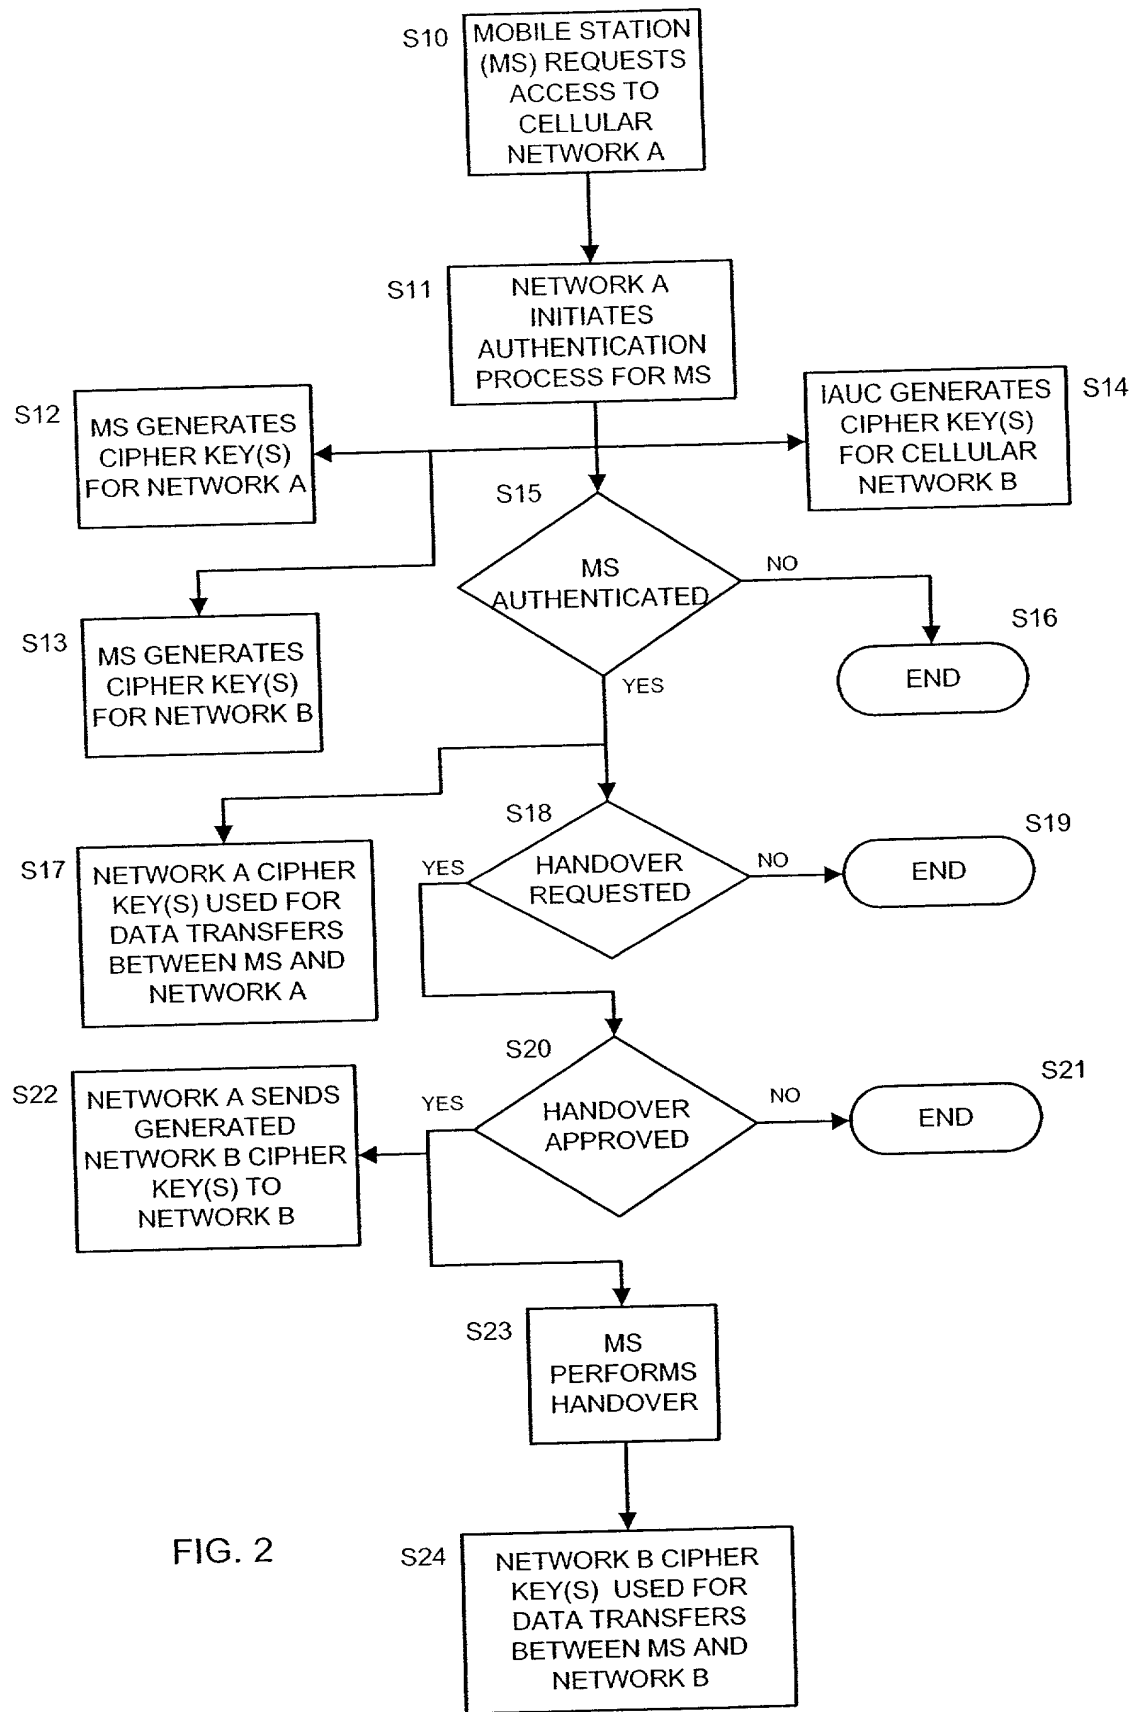 S10
MOBILE STATION
(MS) REQUESTS
ACCESS TO
CELLULAR
NETWORK A
S11
NETWORK A
INITIATES
AUTHENTICATION
PROCESS FOR MS
S12
MS GENERATES
CIPHER KEY(S)
FOR NETWORK A
IAUC GENERATES
CIPHER KEY(S)
FOR CELLULAR
NETWORK B
S14
S15
MS
AUTHENTICATED
NO
YES
S13
MS GENERATES
CIPHER KEY(S)
FOR NETWORK B
S16
END
S17
NETWORK A CIPHER
KEY(S) USED FOR
DATA TRANSFERS
BETWEEN MS AND
NETWORK A
S18
YES
HANDOVER
REQUESTED
NO
S19
END
S20
YES
HANDOVER
APPROVED
NO
S21
END
S22
NETWORK A SENDS
GENERATED
NETWORK B CIPHER
KEY(S) TO
NETWORK B
S23
MS
PERFORMS
HANDOVER
FIG. 2
S24
NETWORK B CIPHER
KEY(S) USED FOR
DATA TRANSFERS
BETWEEN MS AND
NETWORK B